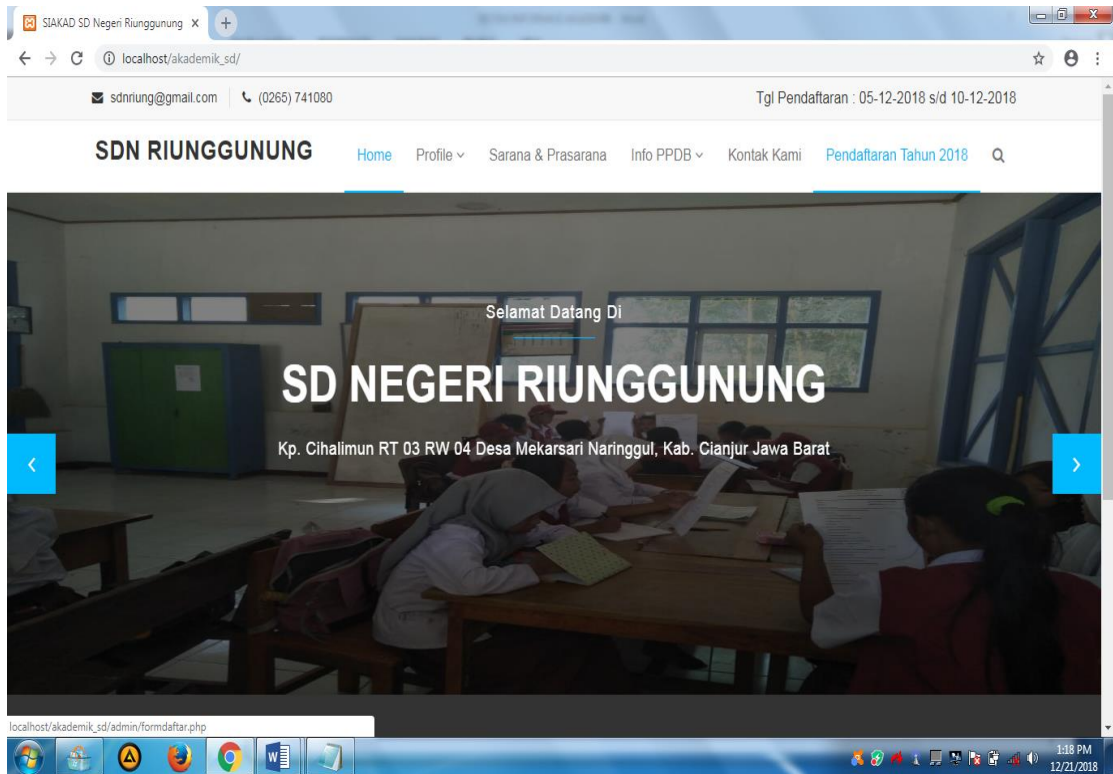 SIAKAD SD Negeri Riunggunung
localhost/akademik_sd/
sdnriung@gmail.com (0265) 741080 Tgl Pendaftaran : 05-12-2018 s/d 10-12-2018
SDN RIUNGGUNUNG Home Profile Sarana & Prasarana Info PPDB Kontak Kami Pendaftaran Tahun 2018
Selamat Datang Di
SD NEGERI RIUNGGUNUNG
Kp. Cihalimun RT 03 RW 04 Desa Mekarsari Naringgul, Kab. Cianjur Jawa Barat
localhost/akademik_sd/admin/formdaftar.php
1:18 PM
12/21/2018